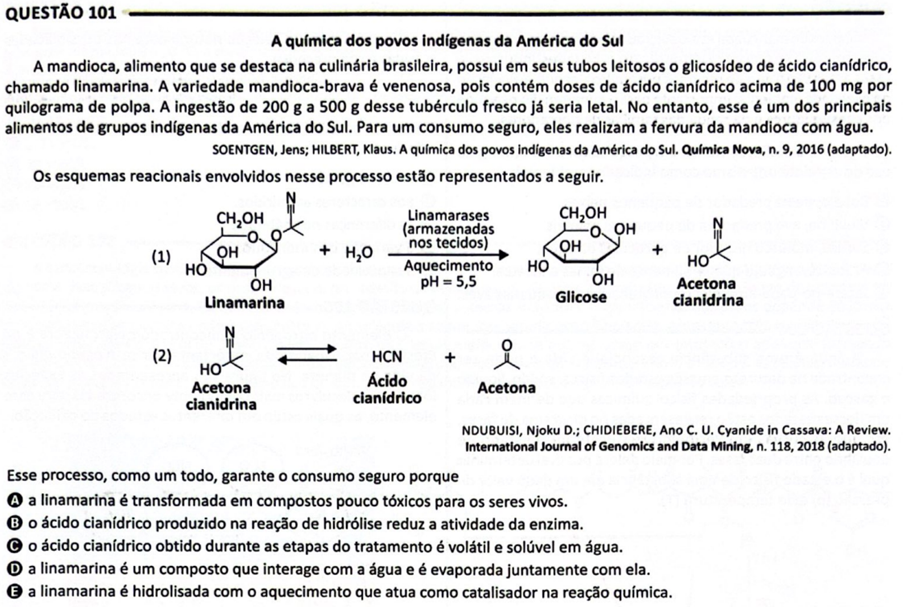 QUESTÃO 101
A química dos povos indígenas da América do Sul
A mandioca, alimento que se destaca na culinária brasileira, possui em seus tubos leitosos o glicosídeo de ácido cianídrico,
chamado linamarina. A variedade mandioca-brava é venenosa, pois contém doses de ácido cianídrico acima de 100 mg por
quilograma de polpa. A ingestão de 200 g a 500 g desse tubérculo fresco já seria letal. No entanto, esse é um dos principais
alimentos de grupos indígenas da América do Sul. Para um consumo seguro, eles realizam a fervura da mandioca com água.
SOENTGEN, Jens; HILBERT, Klaus. A química dos povos indígenas da América do Sul. Química Nova, n. 9, 2016 (adaptado).
Os esquemas reacionais envolvidos nesse processo estão representados a seguir.
(1)
N
CH₂OH
O
O
OH
HO
OH
Linamarina
+ H₂O
Linamarases
(armazenadas
nos tecidos)
Aquecimento
pH = 5,5
CH₂OH
O
OH
OH
HO
OH
Glicose
+
N
HO
Acetona
cianidrina
(2)
N
HO
Acetona
cianidrina
HCN
Ácido
cianídrico
+
O
Acetona
NDUBUISI, Njoku D.; CHIDIEBERE, Ano C. U. Cyanide in Cassava: A Review.
International Journal of Genomics and Data Mining, n. 118, 2018 (adaptado).
Esse processo, como um todo, garante o consumo seguro porque
A a linamarina é transformada em compostos pouco tóxicos para os seres vivos.
B o ácido cianídrico produzido na reação de hidrólise reduz a atividade da enzima.
C o ácido cianídrico obtido durante as etapas do tratamento é volátil e solúvel em água.
D a linamarina é um composto que interage com a água e é evaporada juntamente com ela.
E a linamarina é hidrolisada com o aquecimento que atua como catalisador na reação química.